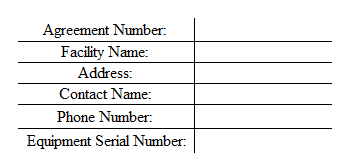 Agreement Number:
Facility Name:
Address:
Contact Name:
Phone Number:
Equipment Serial Number: